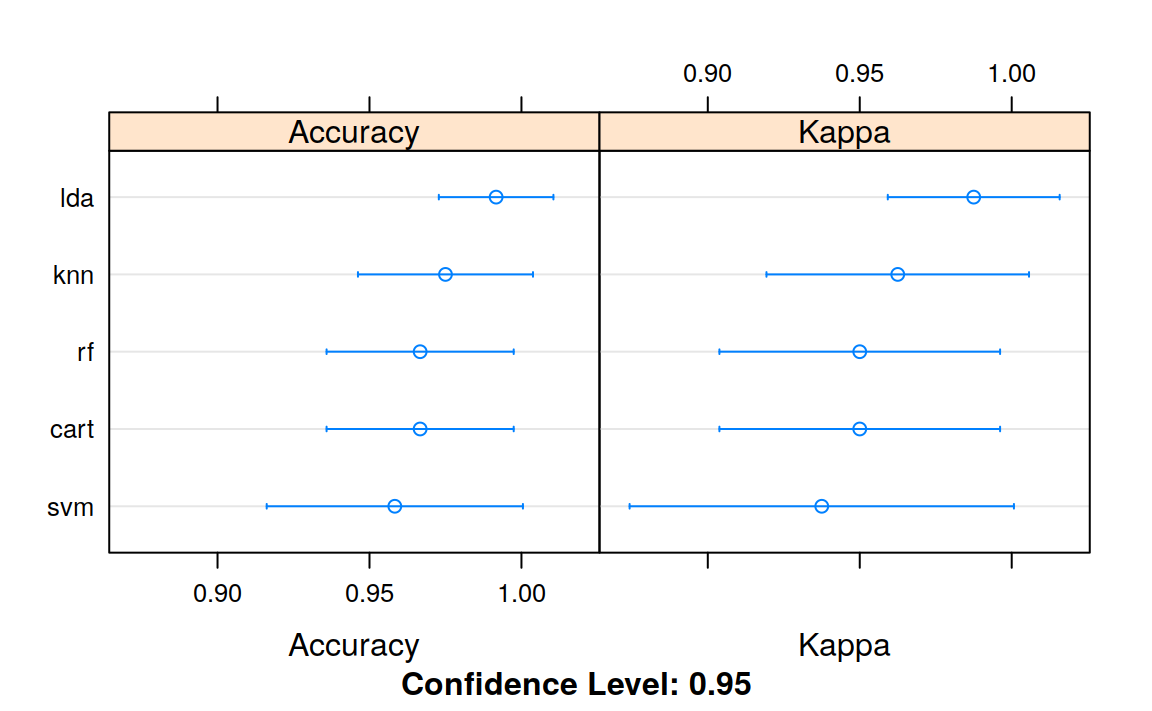 0.90 0.95 1.00
Accuracy Kappa
lda
knn
rf
cart
svm
0.90 0.95 1.00
Accuracy Kappa
Confidence Level: 0.95